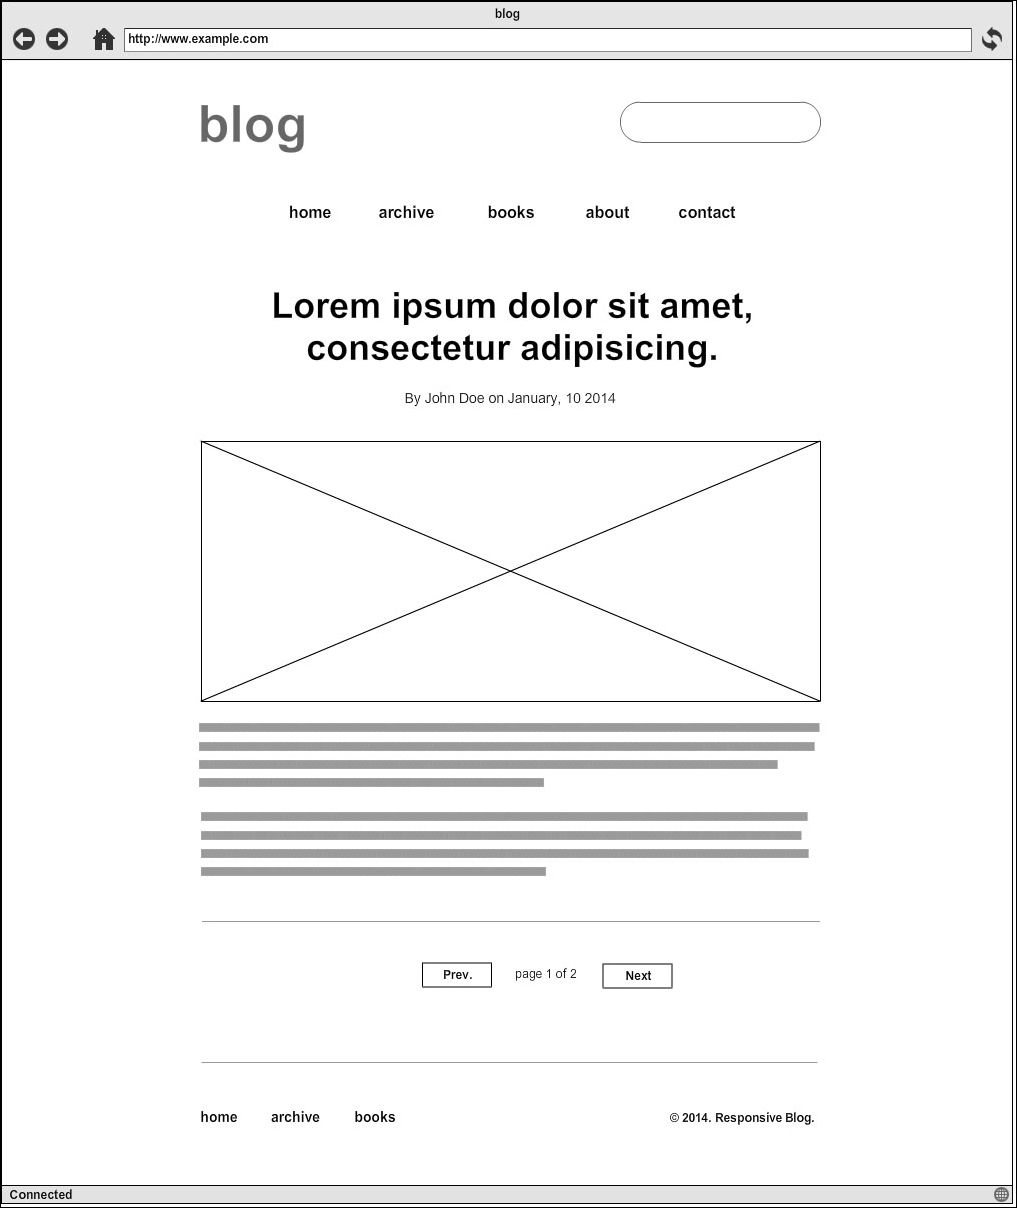 blog
http://www.example.com
blog
home archive books about contact
Lorem ipsum dolor sit amet,
consectetur adipisicing.
By John Doe on January, 10 2014
Prev. page 1 of 2 Next
home archive books © 2014. Responsive Blog.
Connected